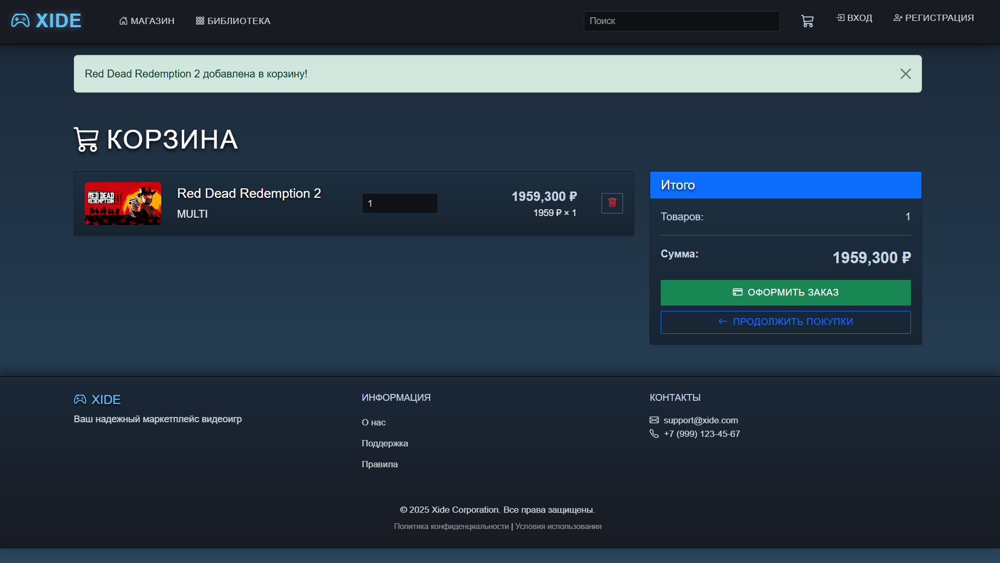 XIDE
МАГАЗИН
БИБЛИОТЕКА
Поиск
ВХОД
РЕГИСТРАЦИЯ
Red Dead Redemption 2 добавлена в корзину!
КОРЗИНА
RED DEAD
REDEMPTION II
Red Dead Redemption 2
MULTI
1
1959,300 ₽
1959 ₽ × 1
Итого
Товаров: 1
Сумма: 1959,300 ₽
ОФОРМИТЬ ЗАКАЗ
ПРОДОЛЖИТЬ ПОКУПКИ
XIDE
Ваш надежный маркетплейс видеоигр
ИНФОРМАЦИЯ
О нас
Поддержка
Правила
КОНТАКТЫ
support@xide.com
+7 (999) 123-45-67
© 2025 Xide Corporation. Все права защищены.
Политика конфиденциальности | Условия использования